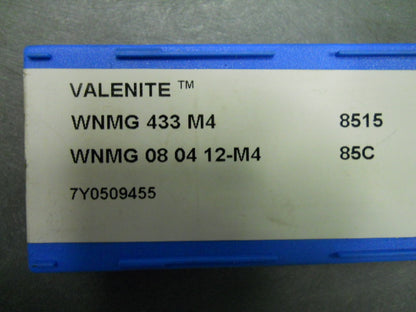 VALENITE ™
WNMG 433 M4 8515
WNMG 08 04 12-M4 85C
7Y0509455